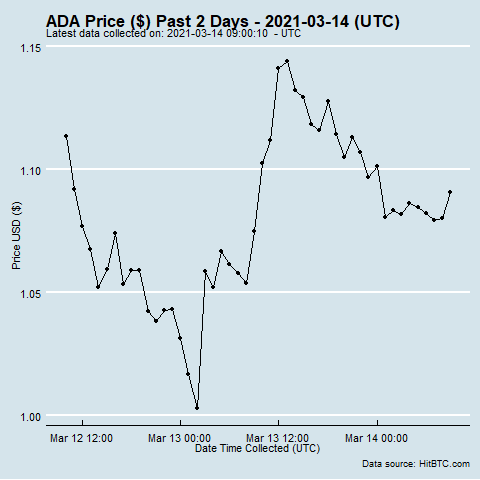 ADA Price ($) Past 2 Days - 2021-03-14 (UTC)
Latest data collected on: 2021-03-14 09:00:10 - UTC
1.15
1.10
1.05
1.00
Price USD ($)
Mar 12 12:00 Mar 13 00:00 Mar 13 12:00 Mar 14 00:00
Date Time Collected (UTC)
Data source: HitBTC.com